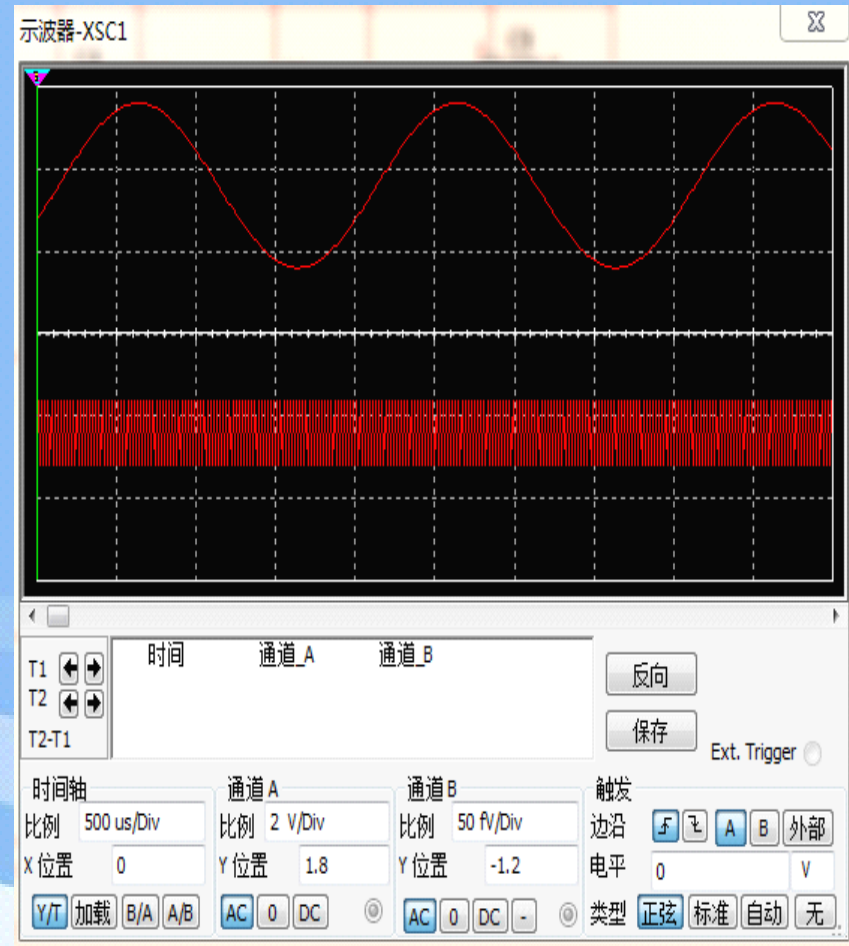 示波器-XSC1
时间 通道_A 通道_B
T1
T2
T2-T1
反向
保存
Ext. Trigger
时间轴
比例 500 us/Div
X 位置 0
Y/T 加载 B/A A/B
通道 A
比例 2 V/Div
Y 位置 1.8
AC 0 DC
通道 B
比例 50 fV/Div
Y 位置 -1.2
AC 0 DC -
触发
边沿 A B 外部
电平 0 V
类型 正弦 标准 自动 无